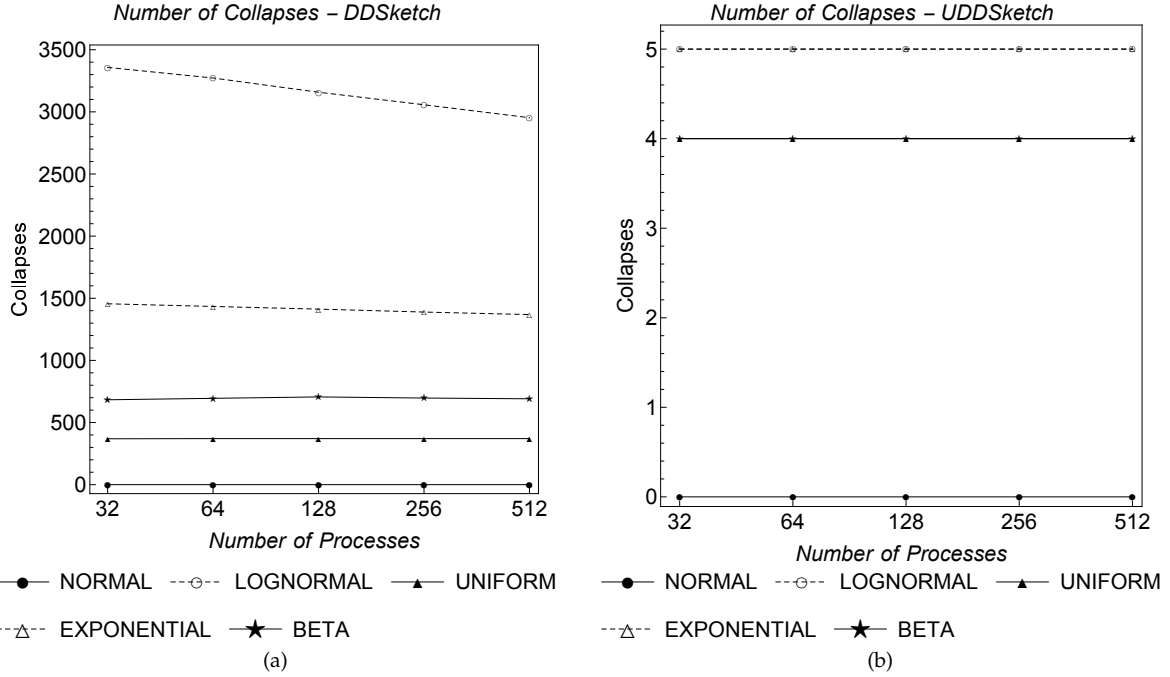 Number of Collapses – DDSketch
3500
3000
2500
2000
1500
1000
500
0
Collapses
32 64 128 256 512
Number of Processes
NORMAL LOGNORMAL UNIFORM
EXPONENTIAL BETA
(a)
Number of Collapses – UDDSketch
5
4
3
2
1
0
Collapses
32 64 128 256 512
Number of Processes
NORMAL LOGNORMAL UNIFORM
EXPONENTIAL BETA
(b)